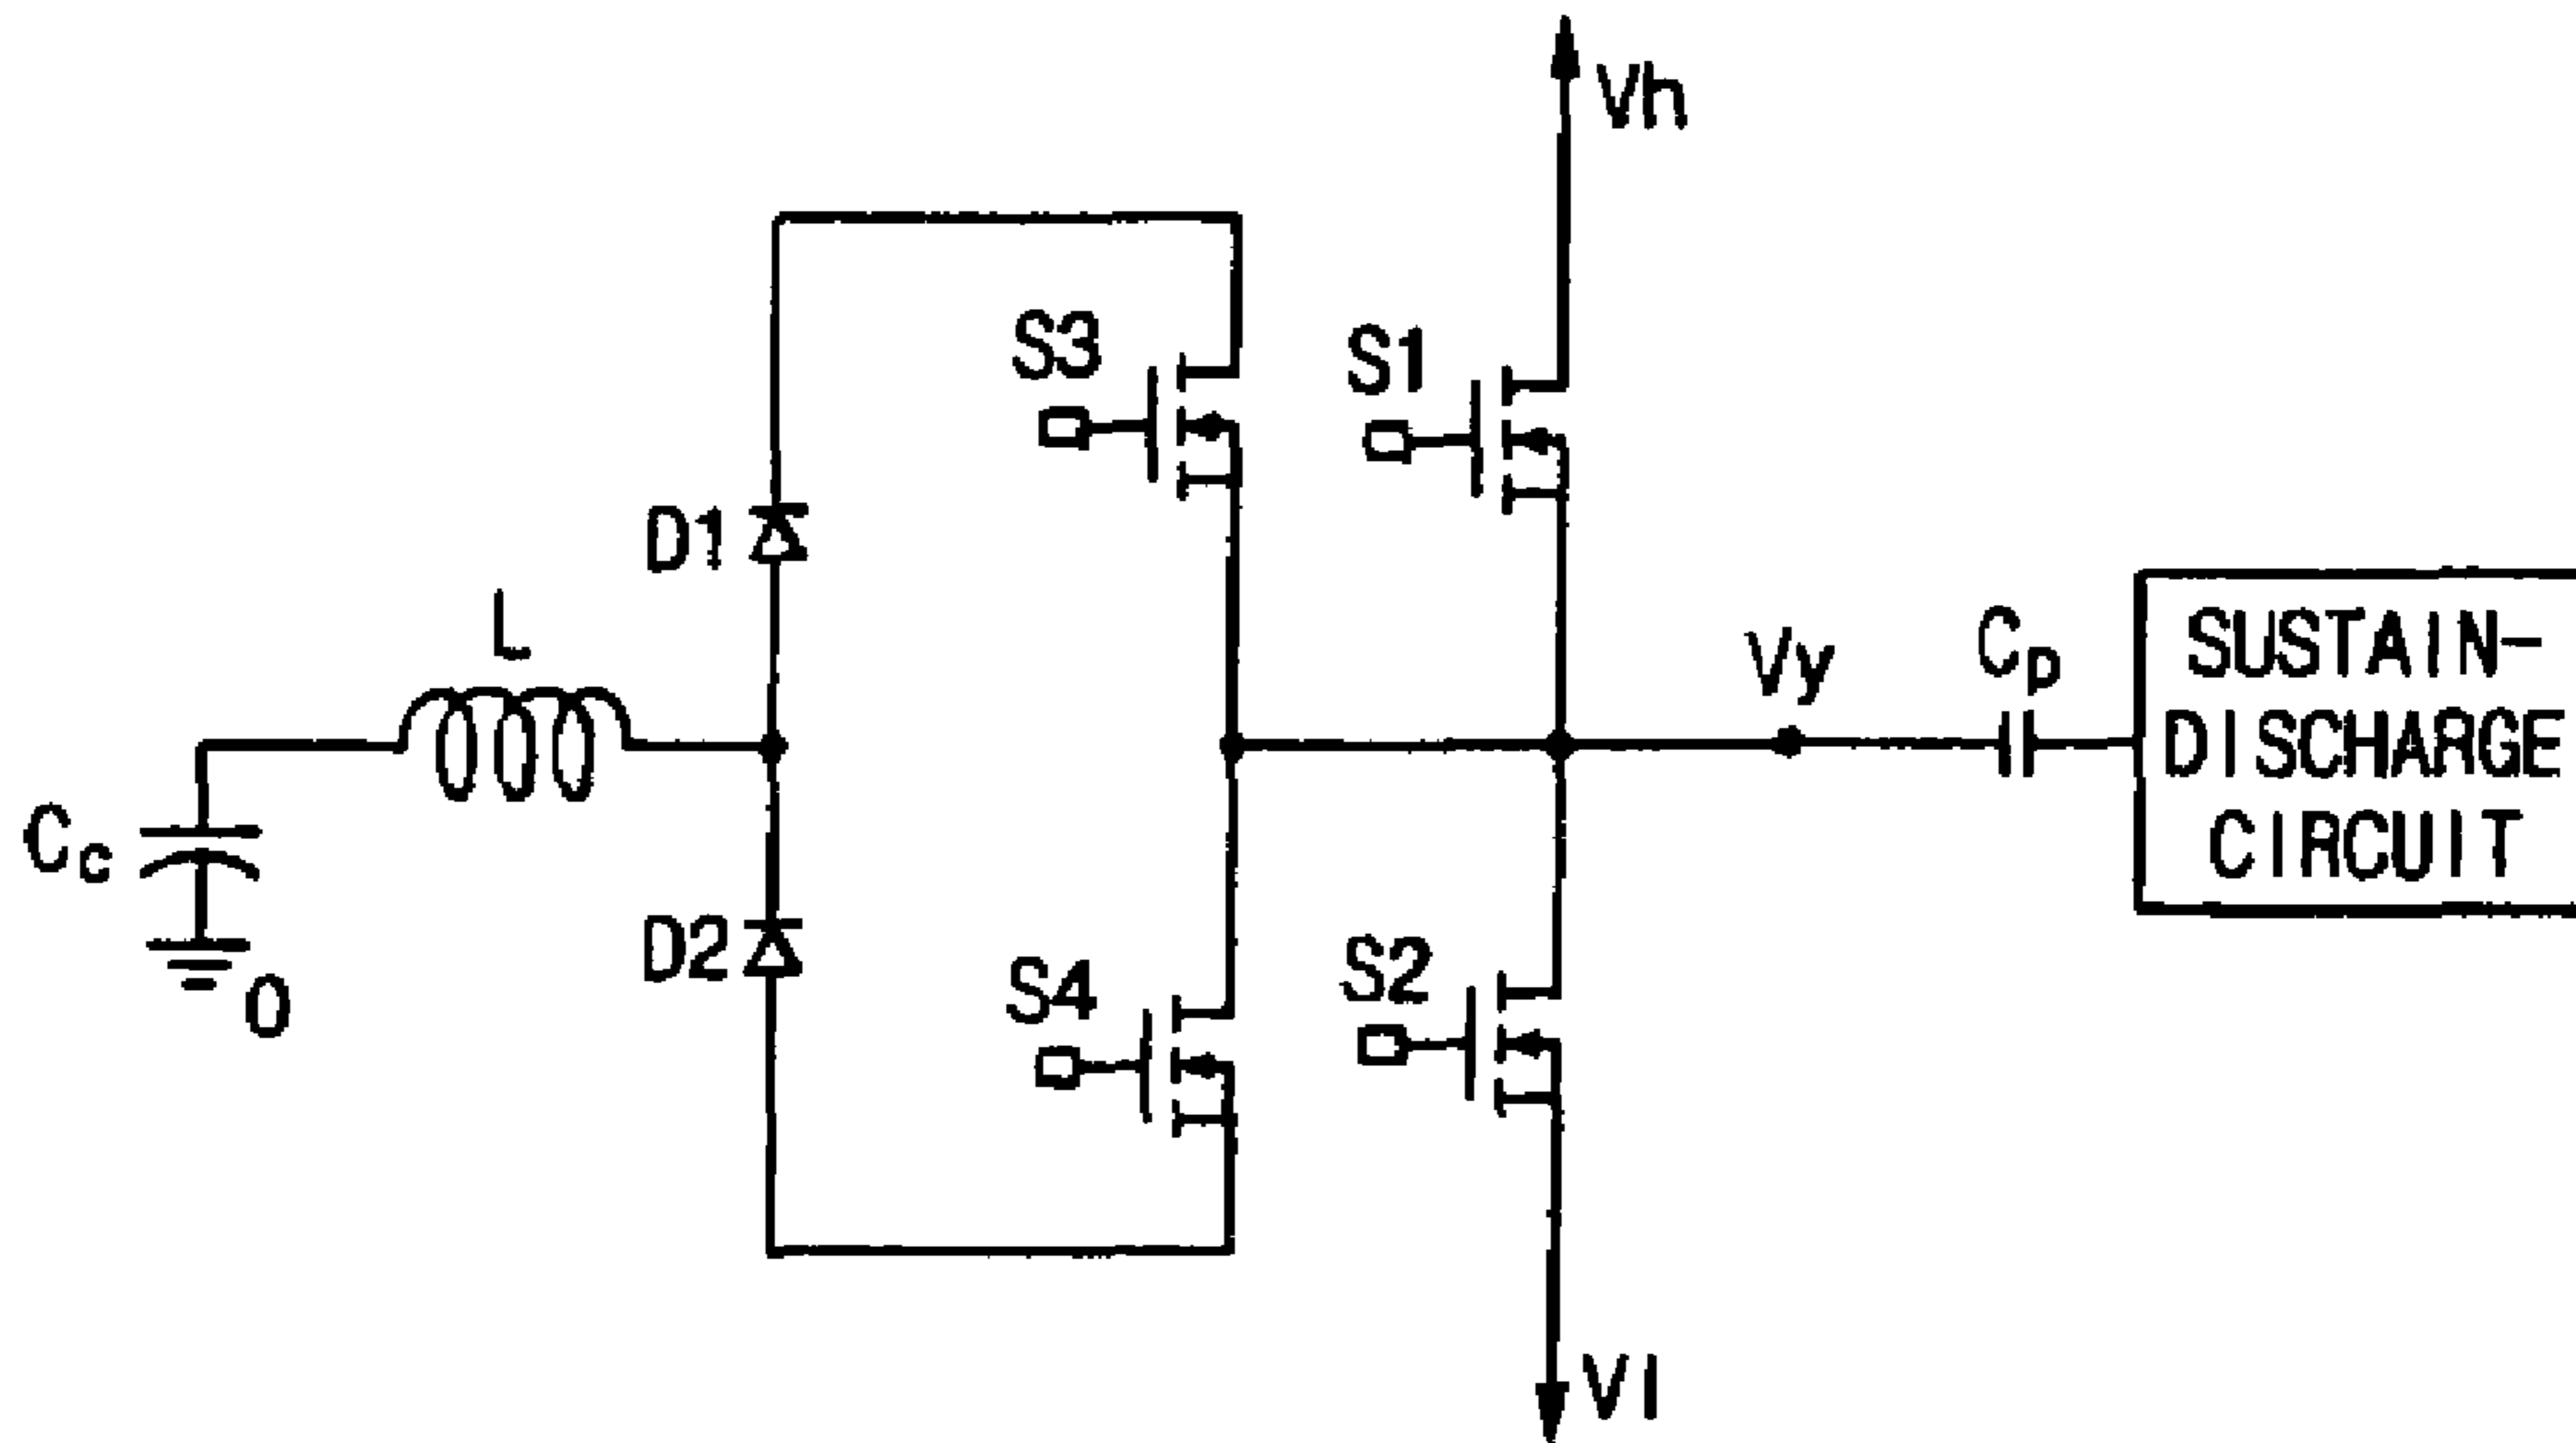 Vh
S3
S1
D1
L
Vy
Cp
SUSTAIN-
DISCHARGE
CIRCUIT
Cc
D2
S4
S2
0
Vl